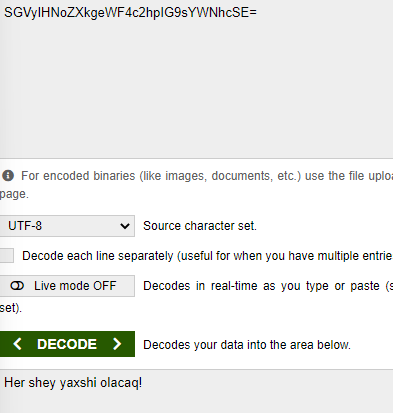 SGVyIHNoZXkgeWF4c2hpIG9sYWNhcSE=
For encoded binaries (like images, documents, etc.) use the file uploa
page.
UTF-8 Source character set.
Decode each line separately (useful for when you have multiple entrie
Live mode OFF Decodes in real-time as you type or paste (s
set).
< DECODE > Decodes your data into the area below.
Her shey yaxshi olacaq!